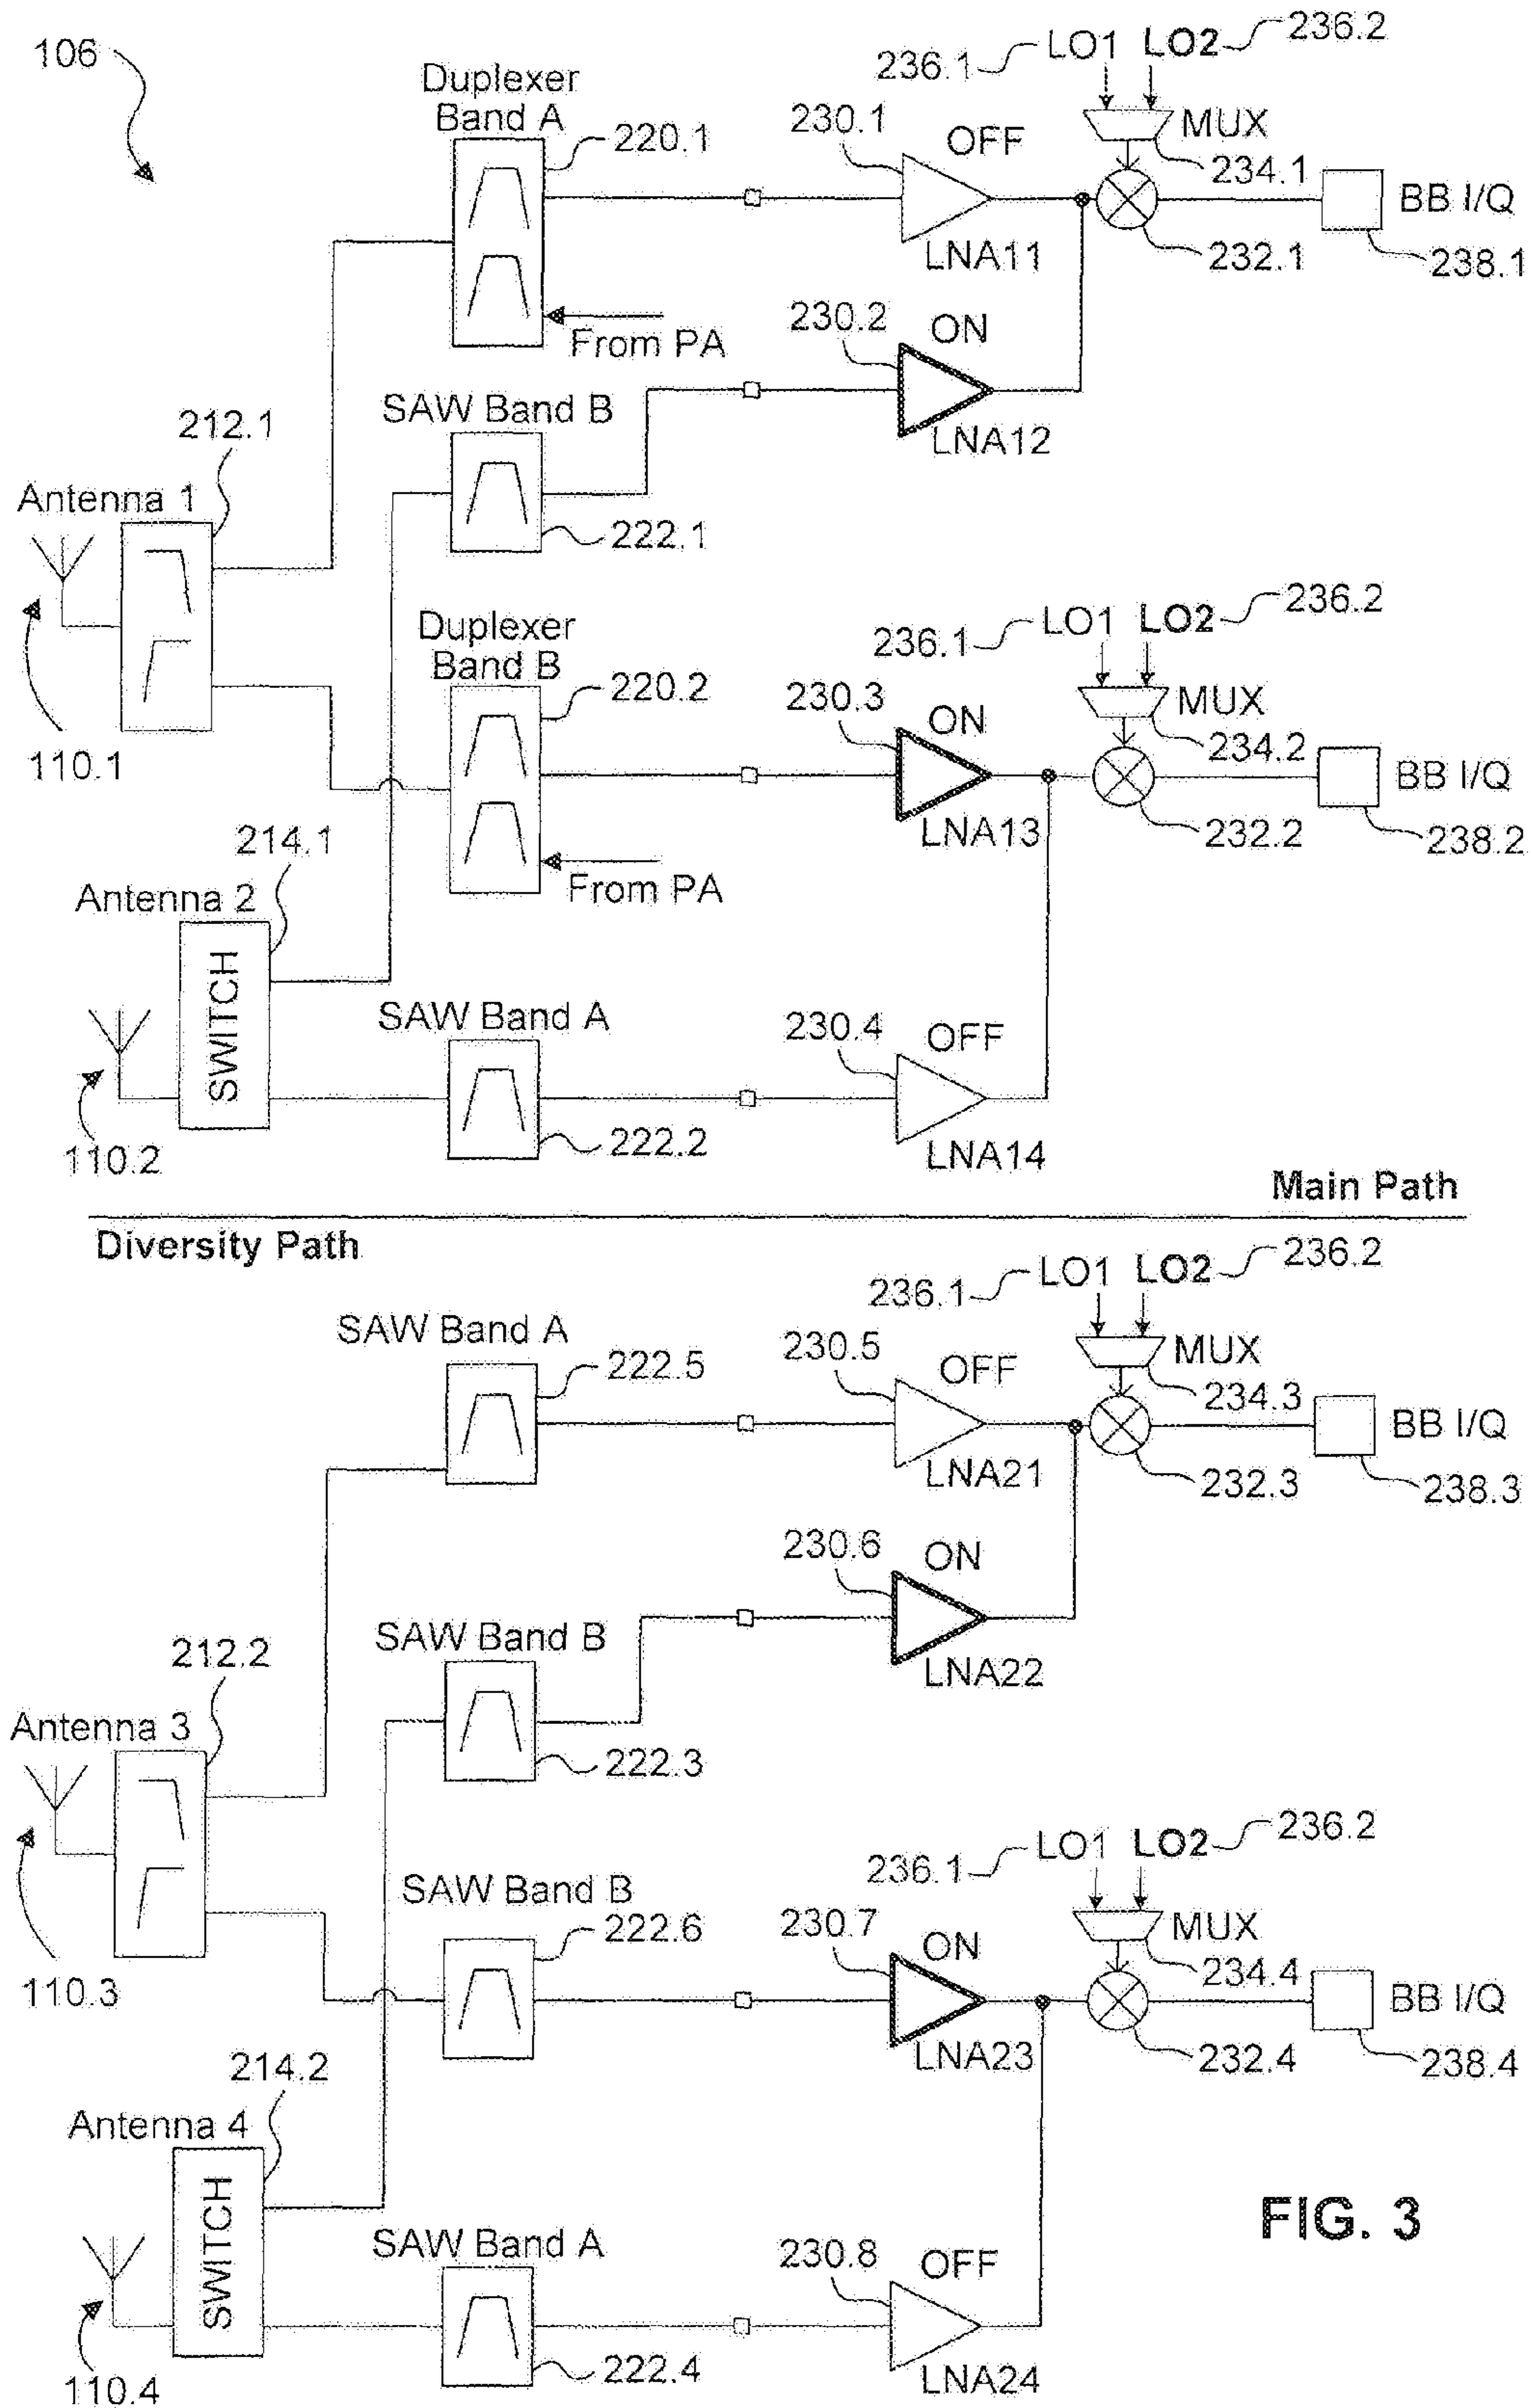 106
236.1 LO1 LO2 236.2
Duplexer
Band A
220.1
230.1 OFF
MUX
234.1
BB I/Q
LNA11
232.1
238.1
From PA
230.2 ON
SAW Band B
212.1
LNA12
Antenna 1
222.1
236.1 LO1 LO2 236.2
Duplexer
Band B
220.2
230.3 ON
MUX
234.2
110.1
BB I/Q
LNA13
232.2
238.2
214.1
From PA
Antenna 2
SWITCH
SAW Band A
230.4 OFF
110.2
222.2
LNA14
Main Path
Diversity Path
236.1 LO1 LO2 236.2
SAW Band A
222.5
230.5 OFF
MUX
234.3
BB I/Q
LNA21
232.3
238.3
230.6 ON
SAW Band B
212.2
LNA22
Antenna 3
222.3
236.1 LO1 LO2 236.2
SAW Band B
222.6
230.7 ON
MUX
234.4
110.3
BB I/Q
LNA23
232.4
238.4
214.2
Antenna 4
SWITCH
SAW Band A
230.8 OFF
110.4
222.4
LNA24
FIG. 3